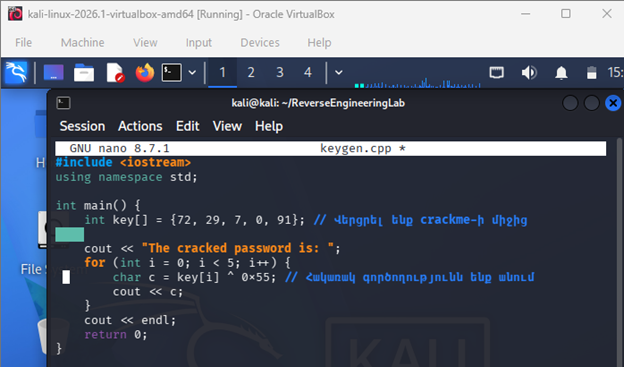 kali-linux-2026.1-virtualbox-amd64 [Running] - Oracle VirtualBox
File Machine View Input Devices Help
1 2 3 4 15:
kali@kali: ~/ReverseEngineeringLab
Session Actions Edit View Help
GNU nano 8.7.1 keygen.cpp *
#include <iostream>
using namespace std;
int main() {
int key[] = {72, 29, 7, 0, 91}; // Վերցրել ենք crackme-ի միջից
cout << "The cracked password is: ";
for (int i = 0; i < 5; i++) {
char c = key[i] ^ 0×55; // Հակառակ գործողությունն ենք անում
cout << c;
}
cout << endl;
return 0;
}
H
File S
KALI